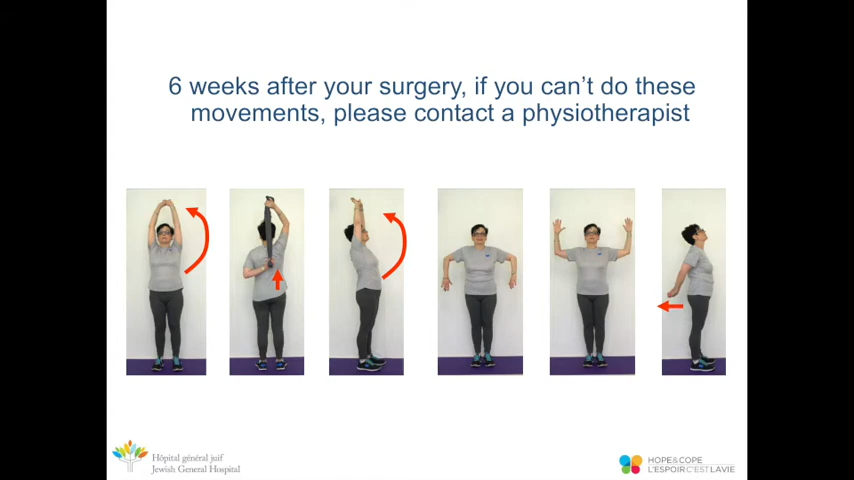 6 weeks after your surgery, if you can't do these
movements, please contact a physiotherapist
Hôpital général juif
Jewish General Hospital
HOPE&COPE
L'ESPOIR C'EST LA VIE